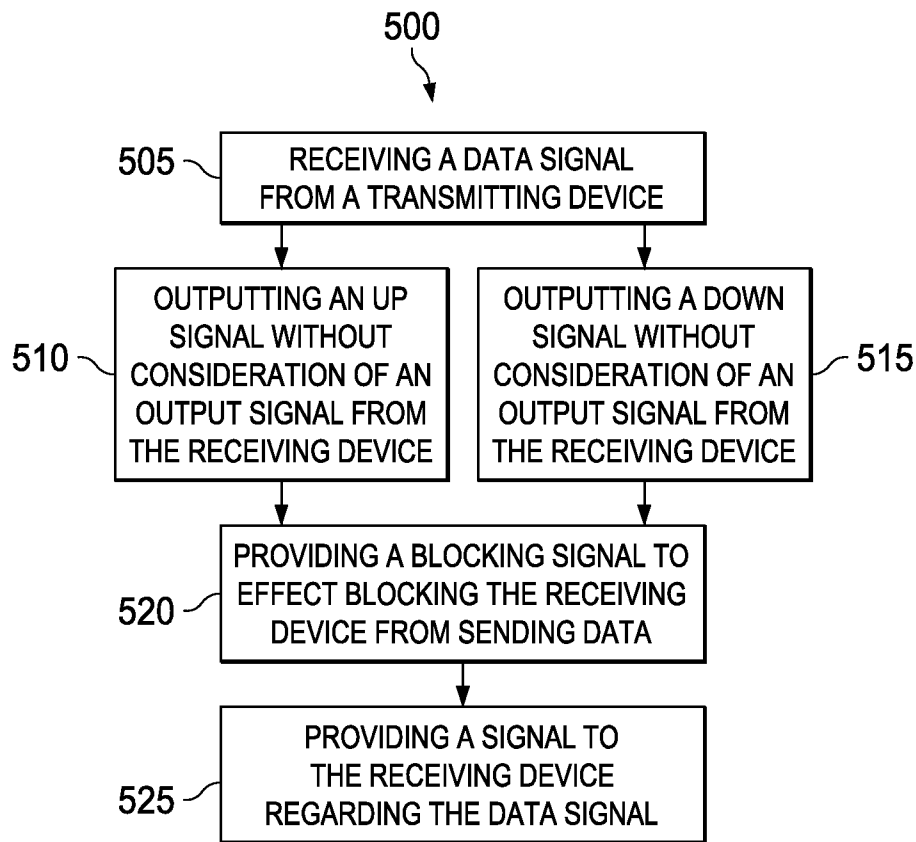 500
505
RECEIVING A DATA SIGNAL
FROM A TRANSMITTING DEVICE
510
OUTPUTTING AN UP
SIGNAL WITHOUT
CONSIDERATION OF AN
OUTPUT SIGNAL FROM
THE RECEIVING DEVICE
OUTPUTTING A DOWN
SIGNAL WITHOUT
CONSIDERATION OF AN
OUTPUT SIGNAL FROM
THE RECEIVING DEVICE
515
520
PROVIDING A BLOCKING SIGNAL TO
EFFECT BLOCKING THE RECEIVING
DEVICE FROM SENDING DATA
525
PROVIDING A SIGNAL TO
THE RECEIVING DEVICE
REGARDING THE DATA SIGNAL